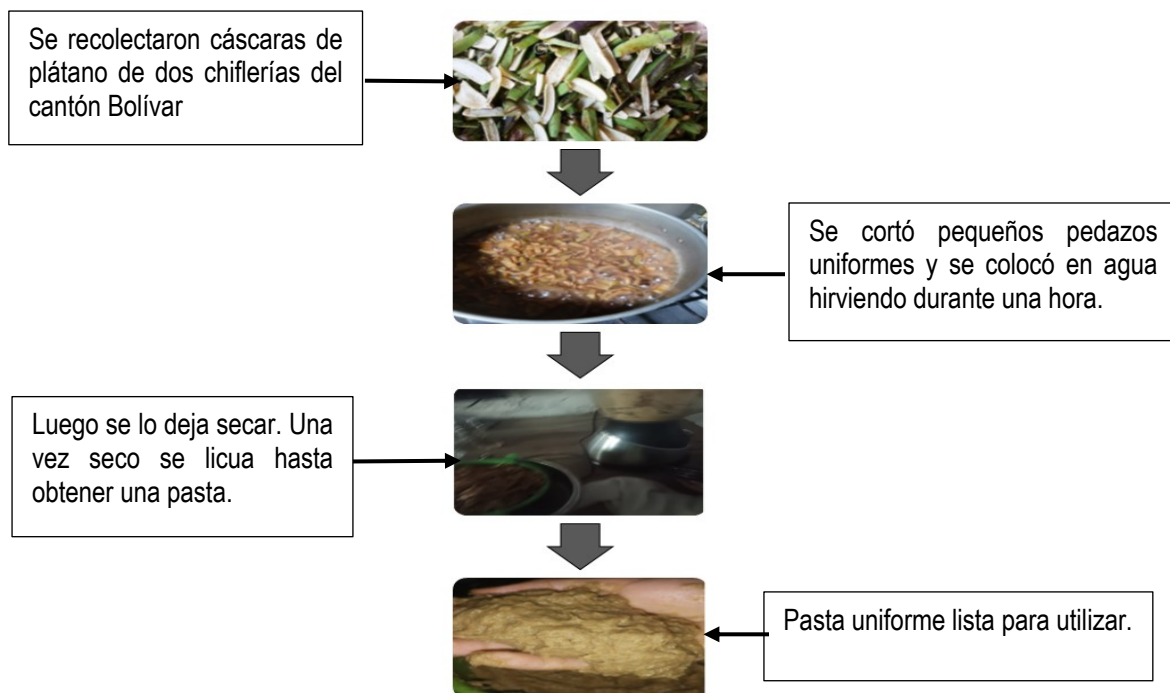 Se recolectaron cáscaras de
plátano de dos chiflerías del
cantón Bolívar
Se cortó pequeños pedazos
uniformes y se colocó en agua
hirviendo durante una hora.
Luego se lo deja secar. Una
vez seco se licua hasta
obtener una pasta.
Pasta uniforme lista para utilizar.